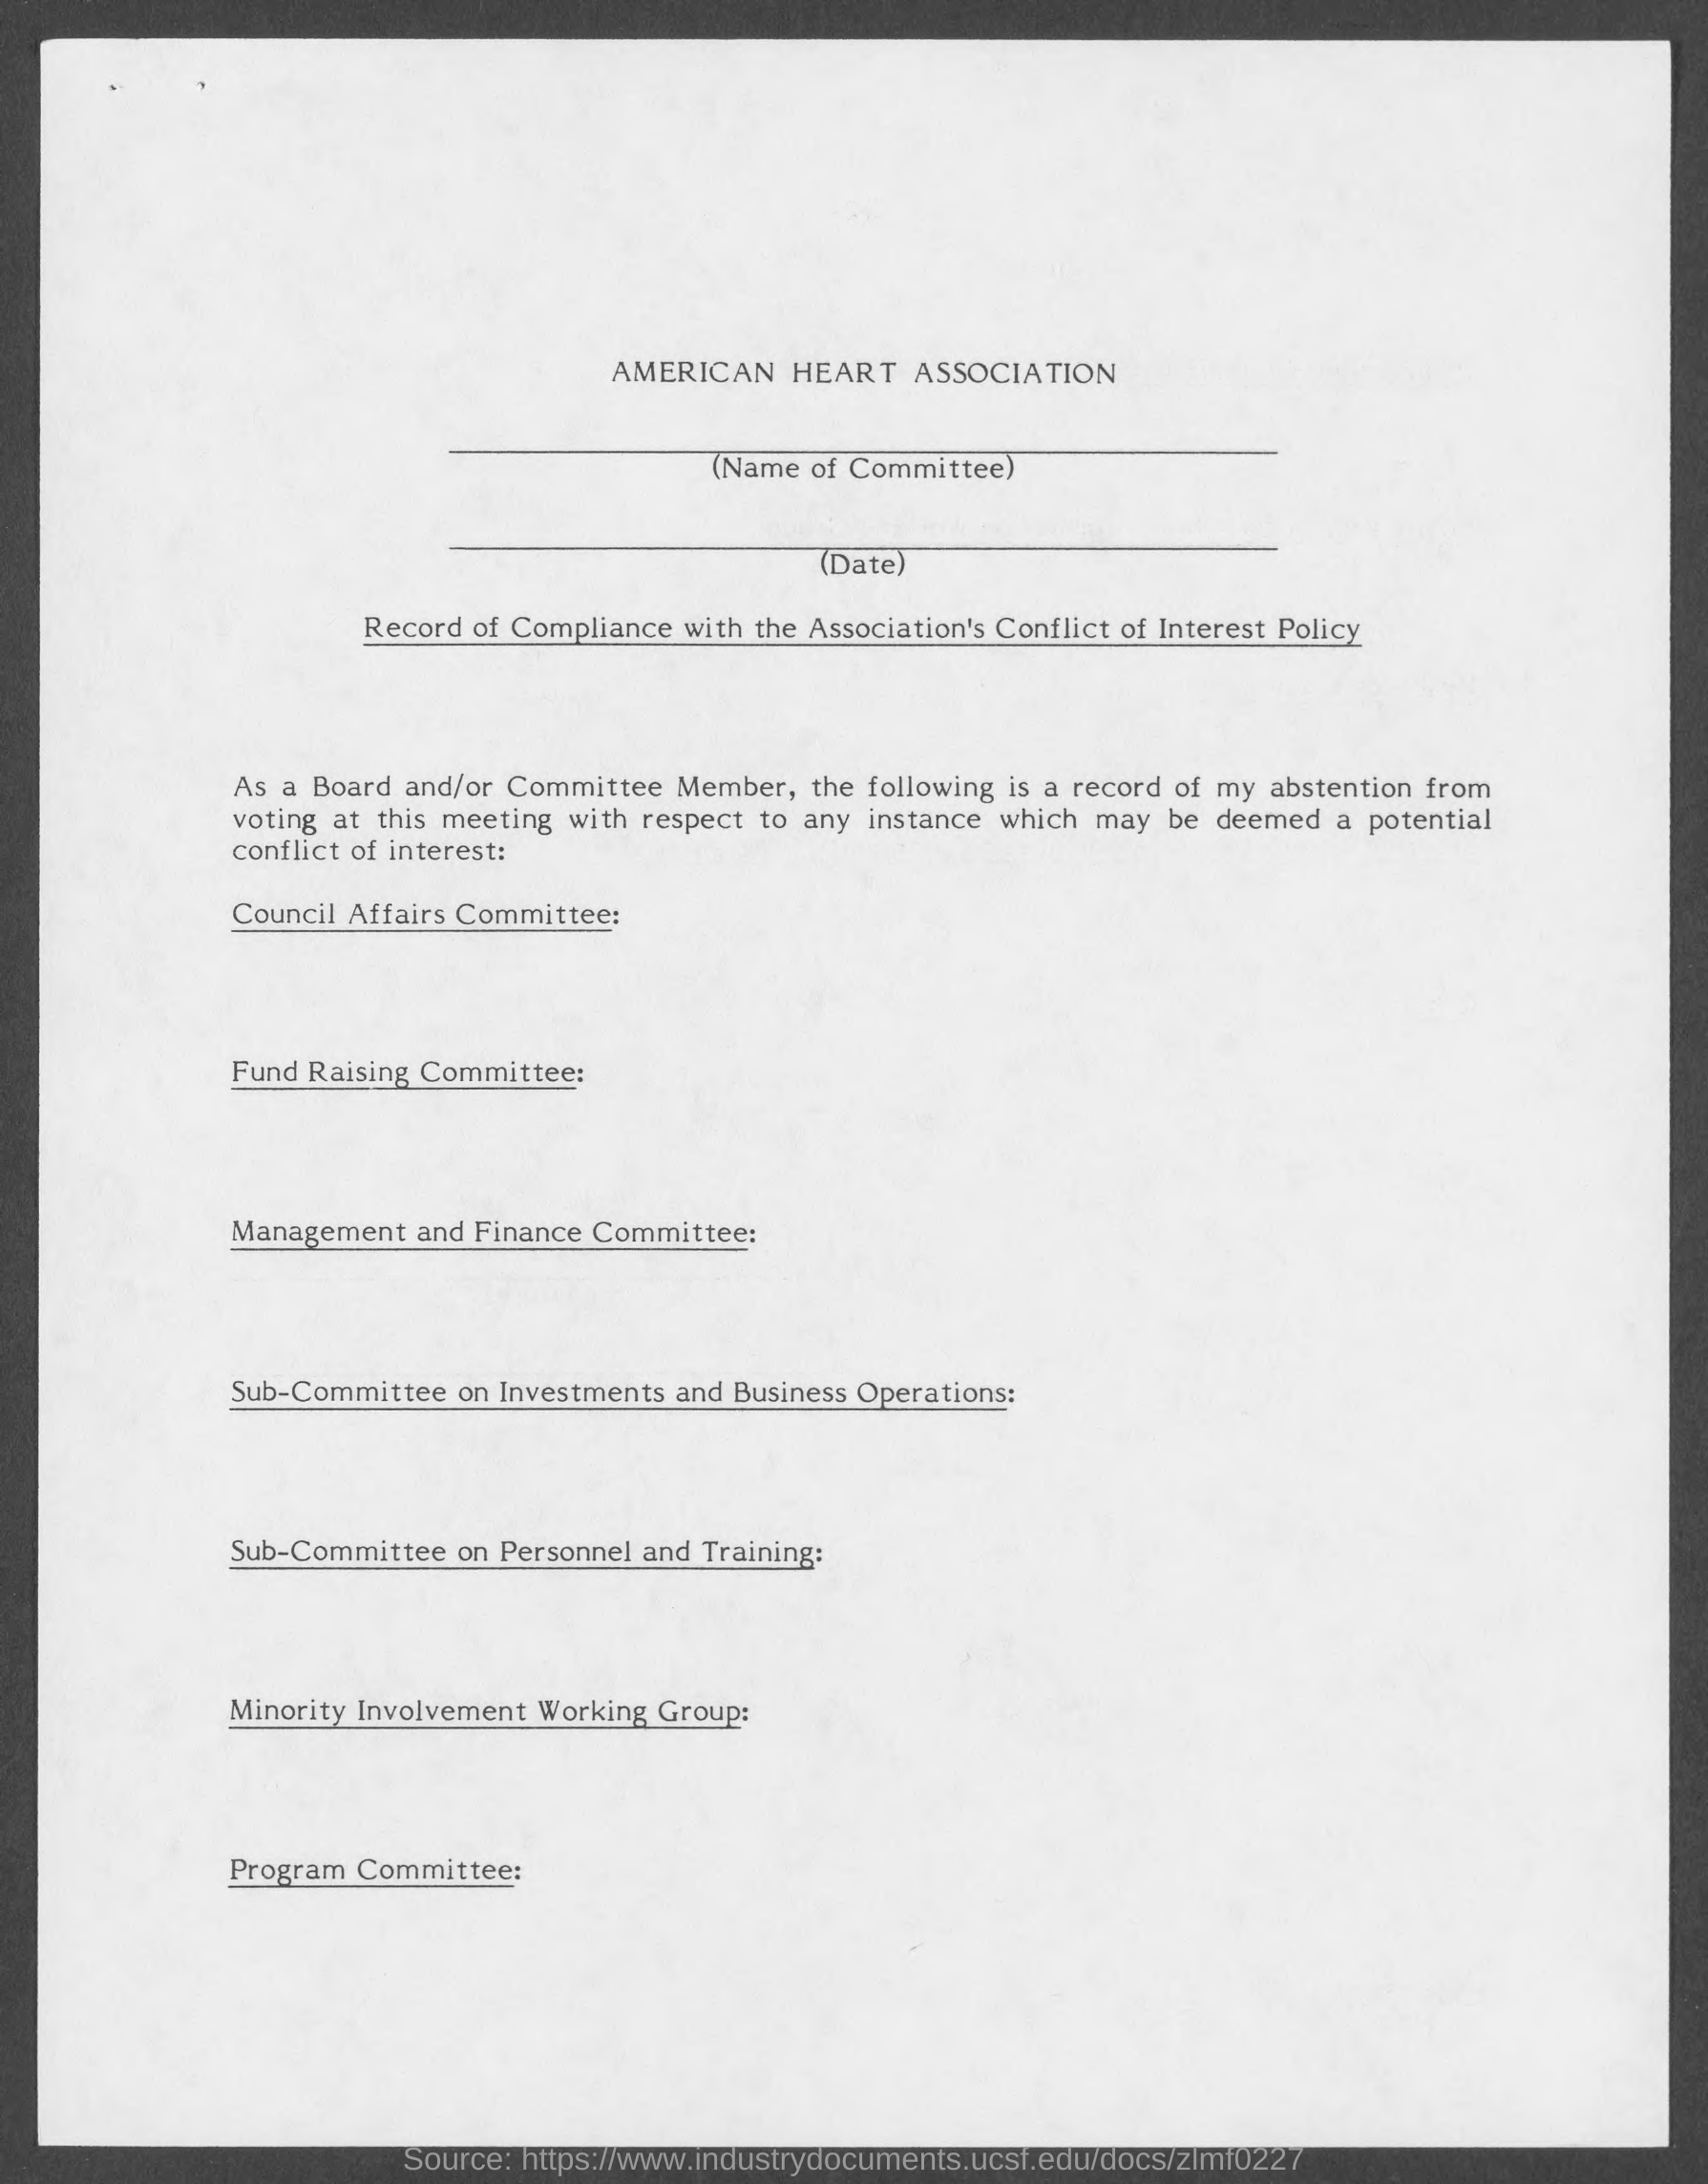 AMERICAN HEART ASSOCIATION
(Name of Committee)
(Date)
Record of Compliance with the Association's Conflict of Interest Policy
As a Board and/or Committee Member, the following is a record of my abstention from
voting at this meeting with respect to any instance which may be deemed a potential
conflict of interest:
Council Affairs Committee:
Fund Raising Committee:
Management and Finance Committee:
Sub-Committee on Investments and Business Operations:
Sub-Committee on Personnel and Training:
Minority Involvement Working Group:
Program Committee:
Source: https://www.industrydocuments.ucsf.edu/docs/zlmf0227